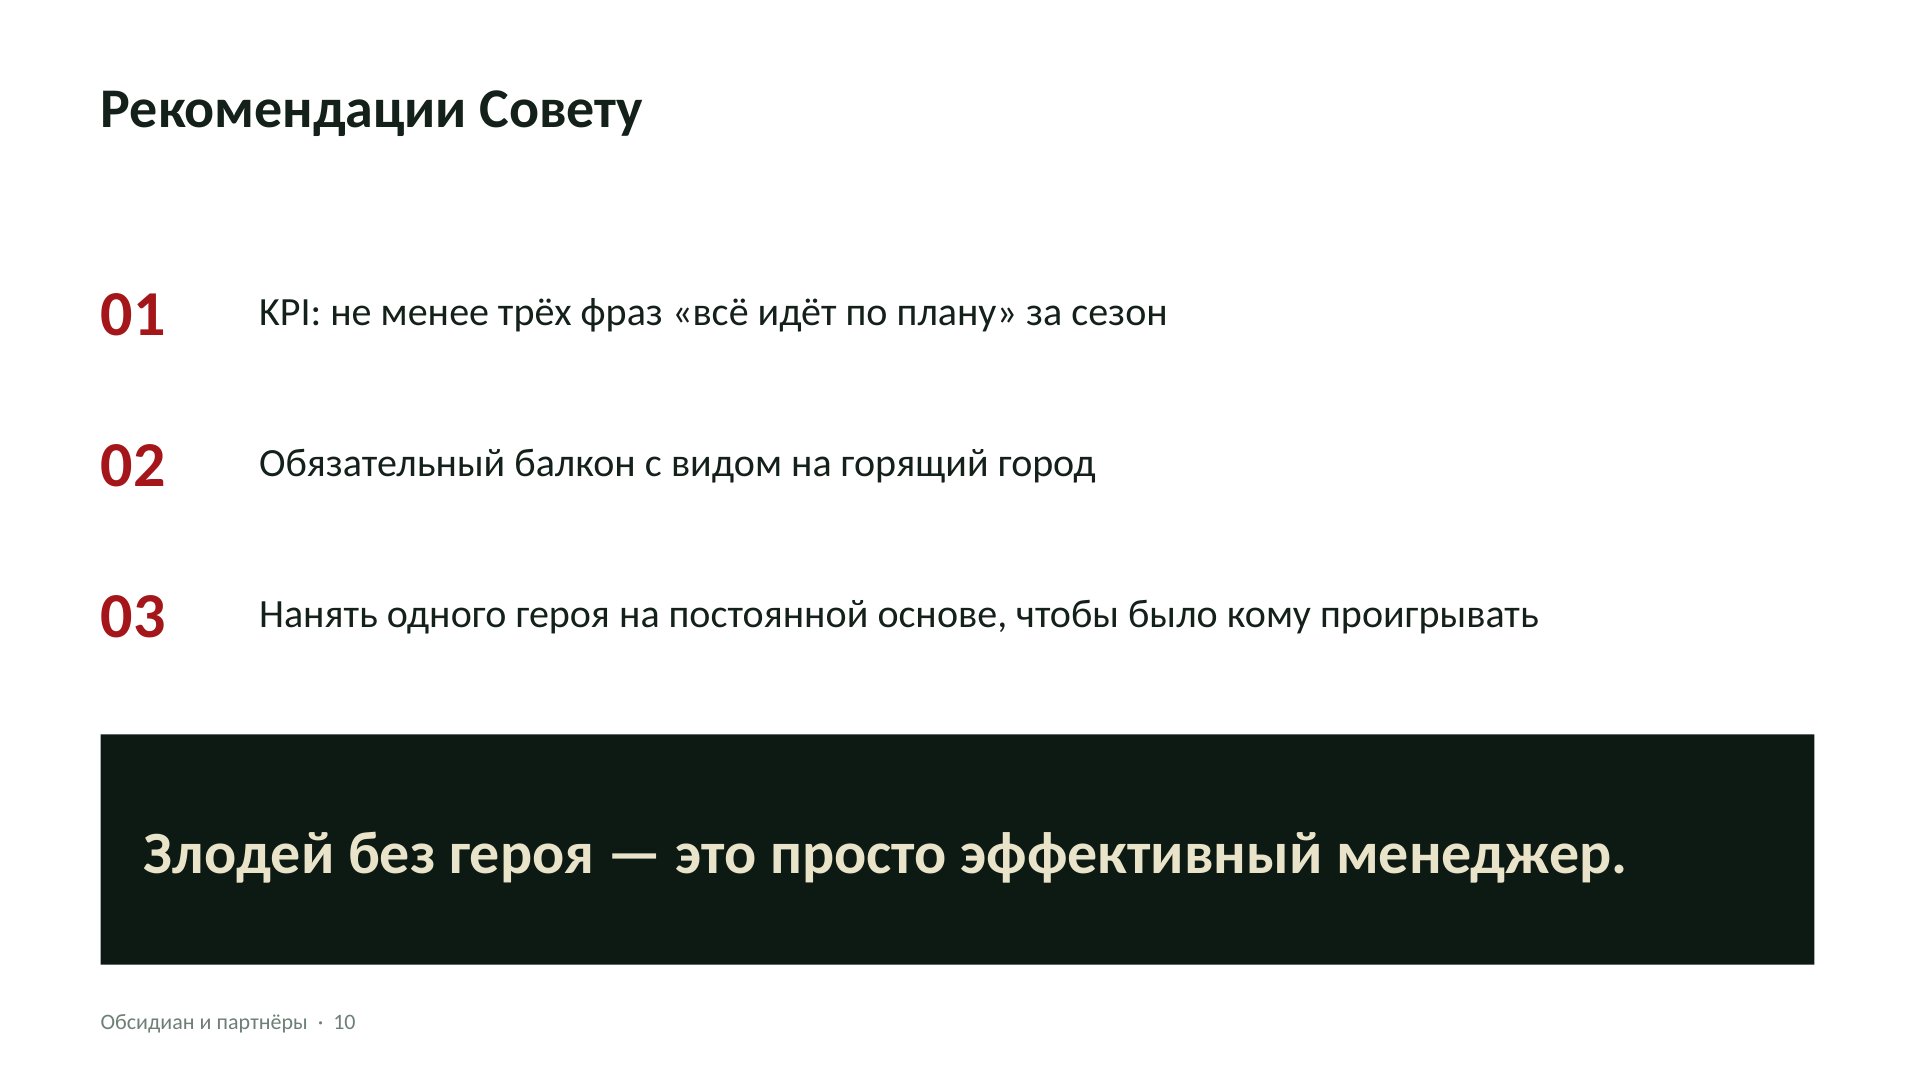 Рекомендации Совету
01 KPI: не менее трёх фраз «всё идёт по плану» за сезон
02 Обязательный балкон с видом на горящий город
03 Нанять одного героя на постоянной основе, чтобы было кому проигрывать
Злодей без героя — это просто эффективный менеджер.
Обсидиан и партнёры · 10